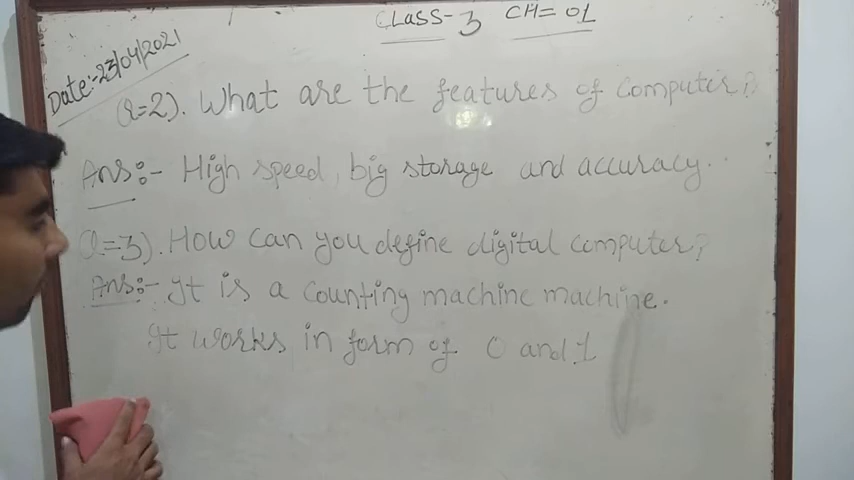 CLASS-3 CH=01
Date:-23/04/2021
Q=2). What are the features of computer?
Ans:- High speed, big storage and accuracy.
Q=3). How can you define digital computer?
Ans:- It is a counting machine machine.
It works in form of 0 and 1